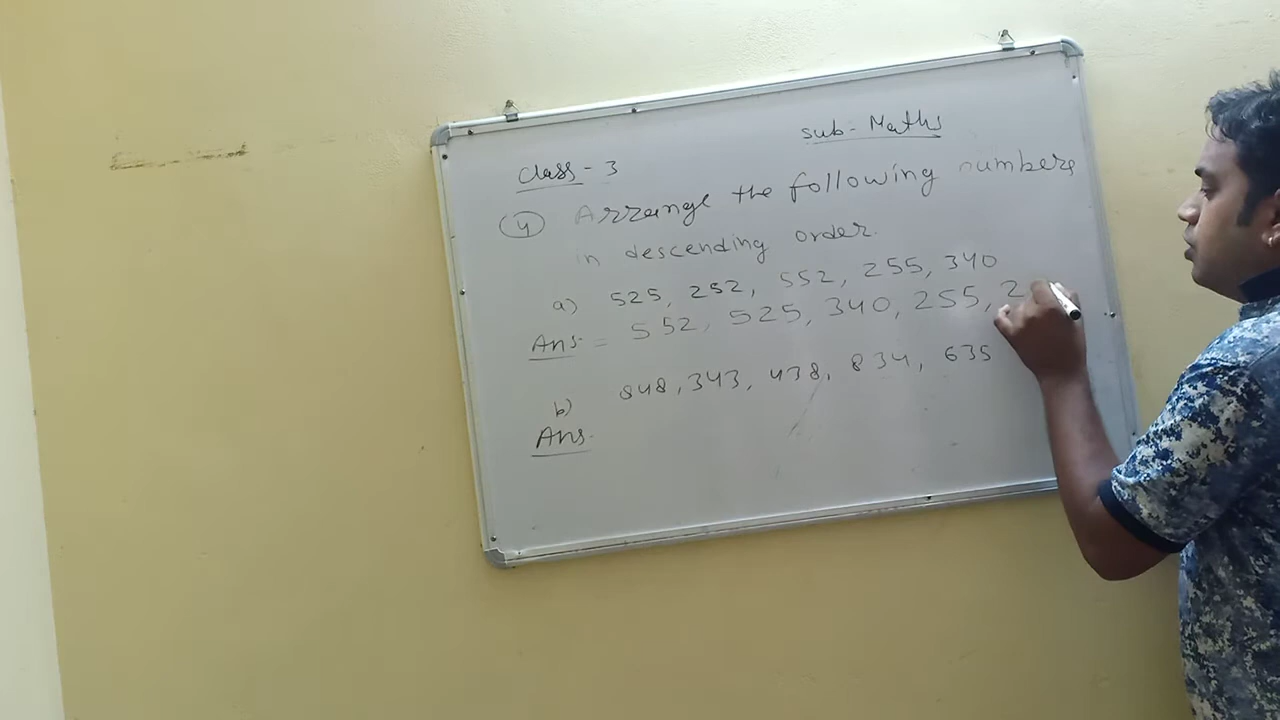 sub- Maths
class - 3
4 Arrange the following numbers
in descending order.
a) 525, 252, 552, 255, 340
Ans = 552, 525, 340, 255, 2
b) 848, 343, 438, 834, 635
Ans.